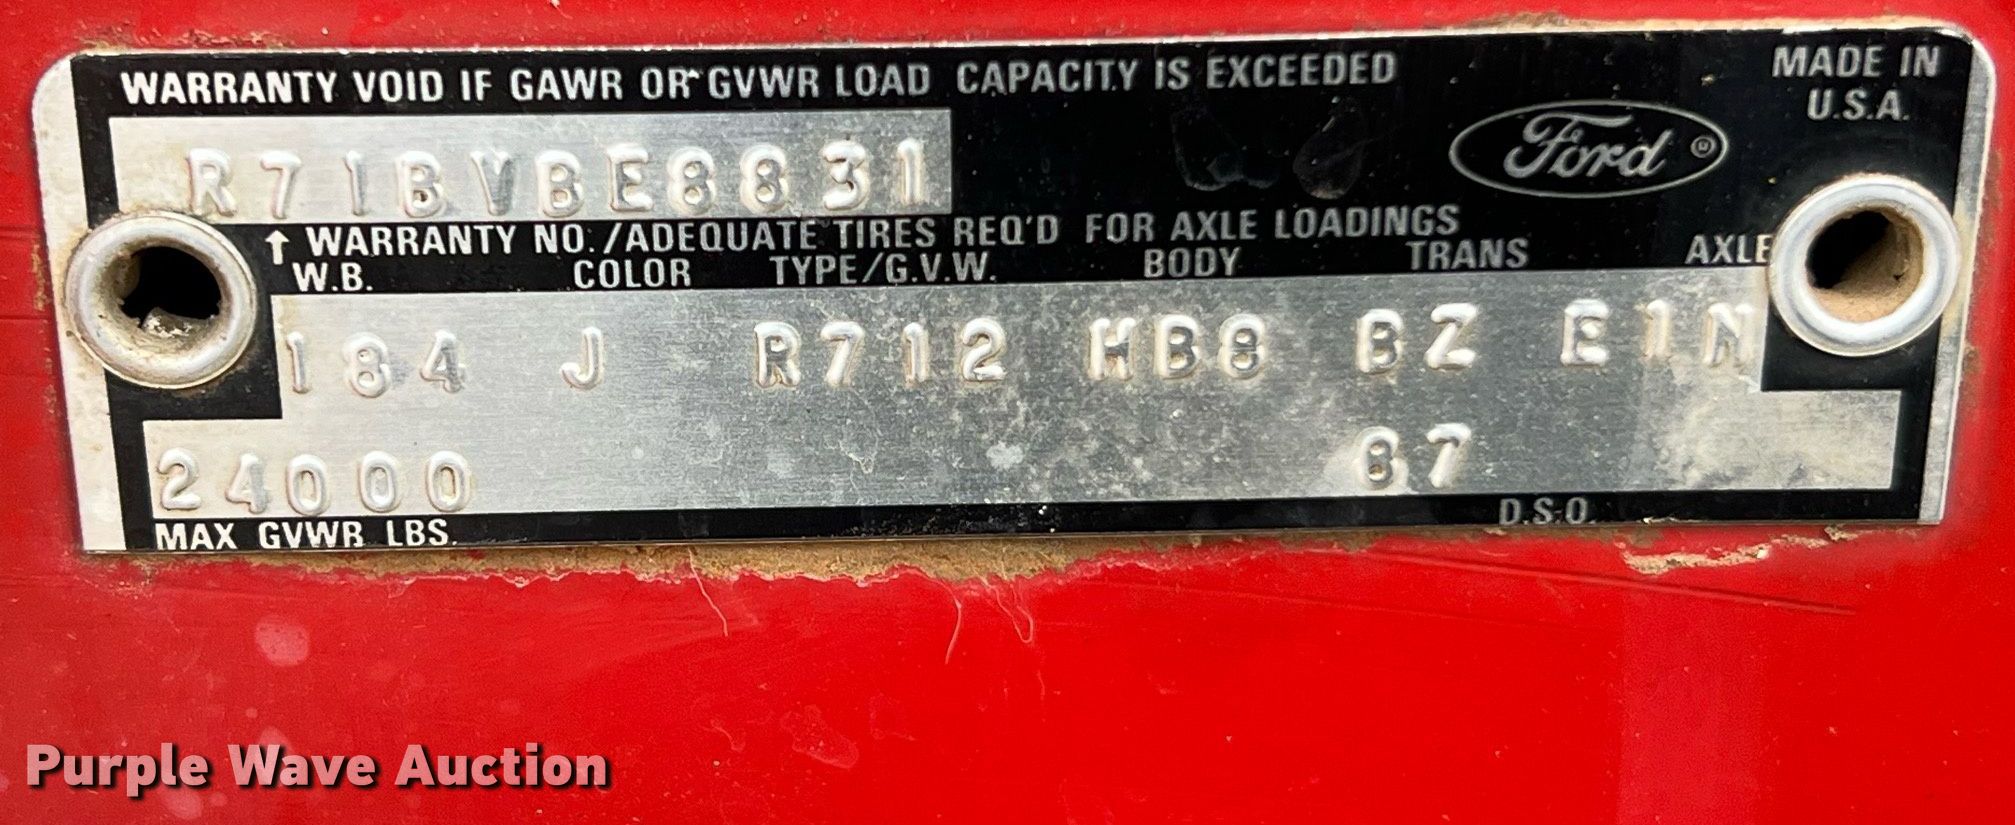 WARRANTY VOID IF GAWR OR GVWR LOAD CAPACITY IS EXCEEDED
MADE IN
U.S.A.
Ford ®
R71BVBE8831
↑ WARRANTY NO./ADEQUATE TIRES REQ'D FOR AXLE LOADINGS
W.B. COLOR TYPE/G.V.W. BODY TRANS AXLE
184 J R712 HB8 BZ E1N
24000 87
MAX GVWR LBS. D.S.O.
Purple Wave Auction